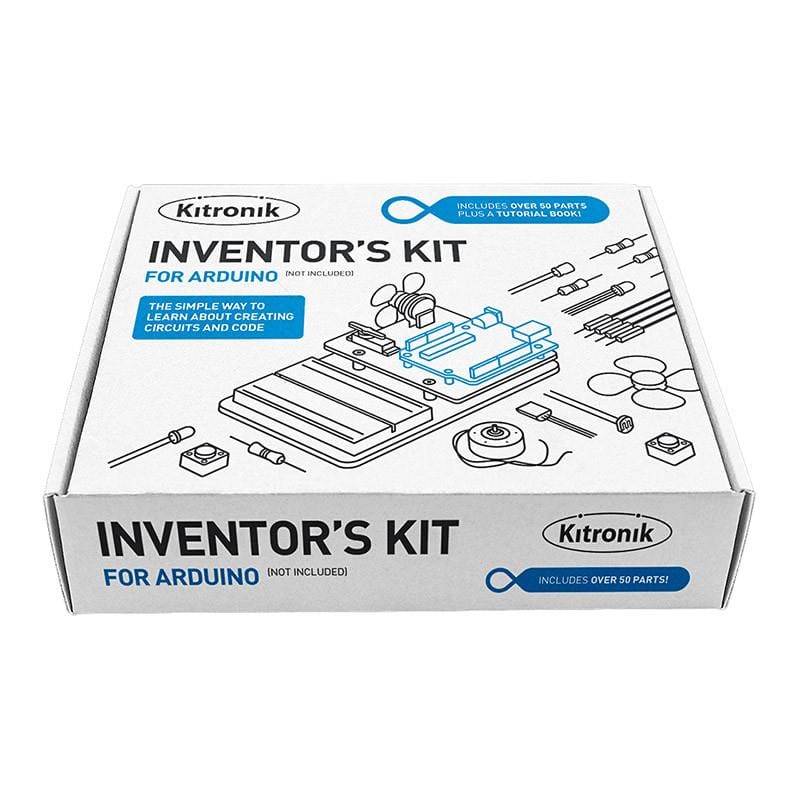 Kitronik
INCLUDES OVER 50 PARTS
PLUS A TUTORIAL BOOK!
INVENTOR'S KIT
FOR ARDUINO (NOT INCLUDED)
THE SIMPLE WAY TO
LEARN ABOUT CREATING
CIRCUITS AND CODE
INVENTOR'S KIT
FOR ARDUINO (NOT INCLUDED)
Kitronik
INCLUDES OVER 50 PARTS!